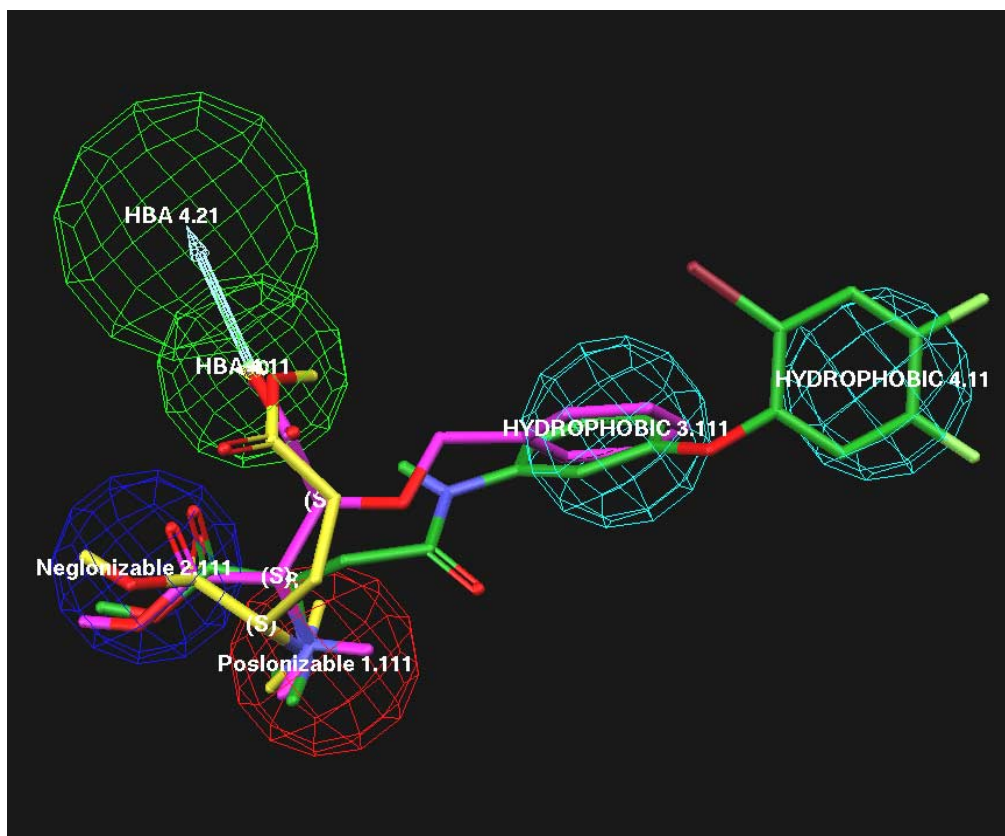 HBA 4.21
HBA 4.11
HYDROPHOBIC 4.11
HYDROPHOBIC 3.111
(S
NegIonizable 2.111
(S)
R
(S)
PosIonizable 1.111